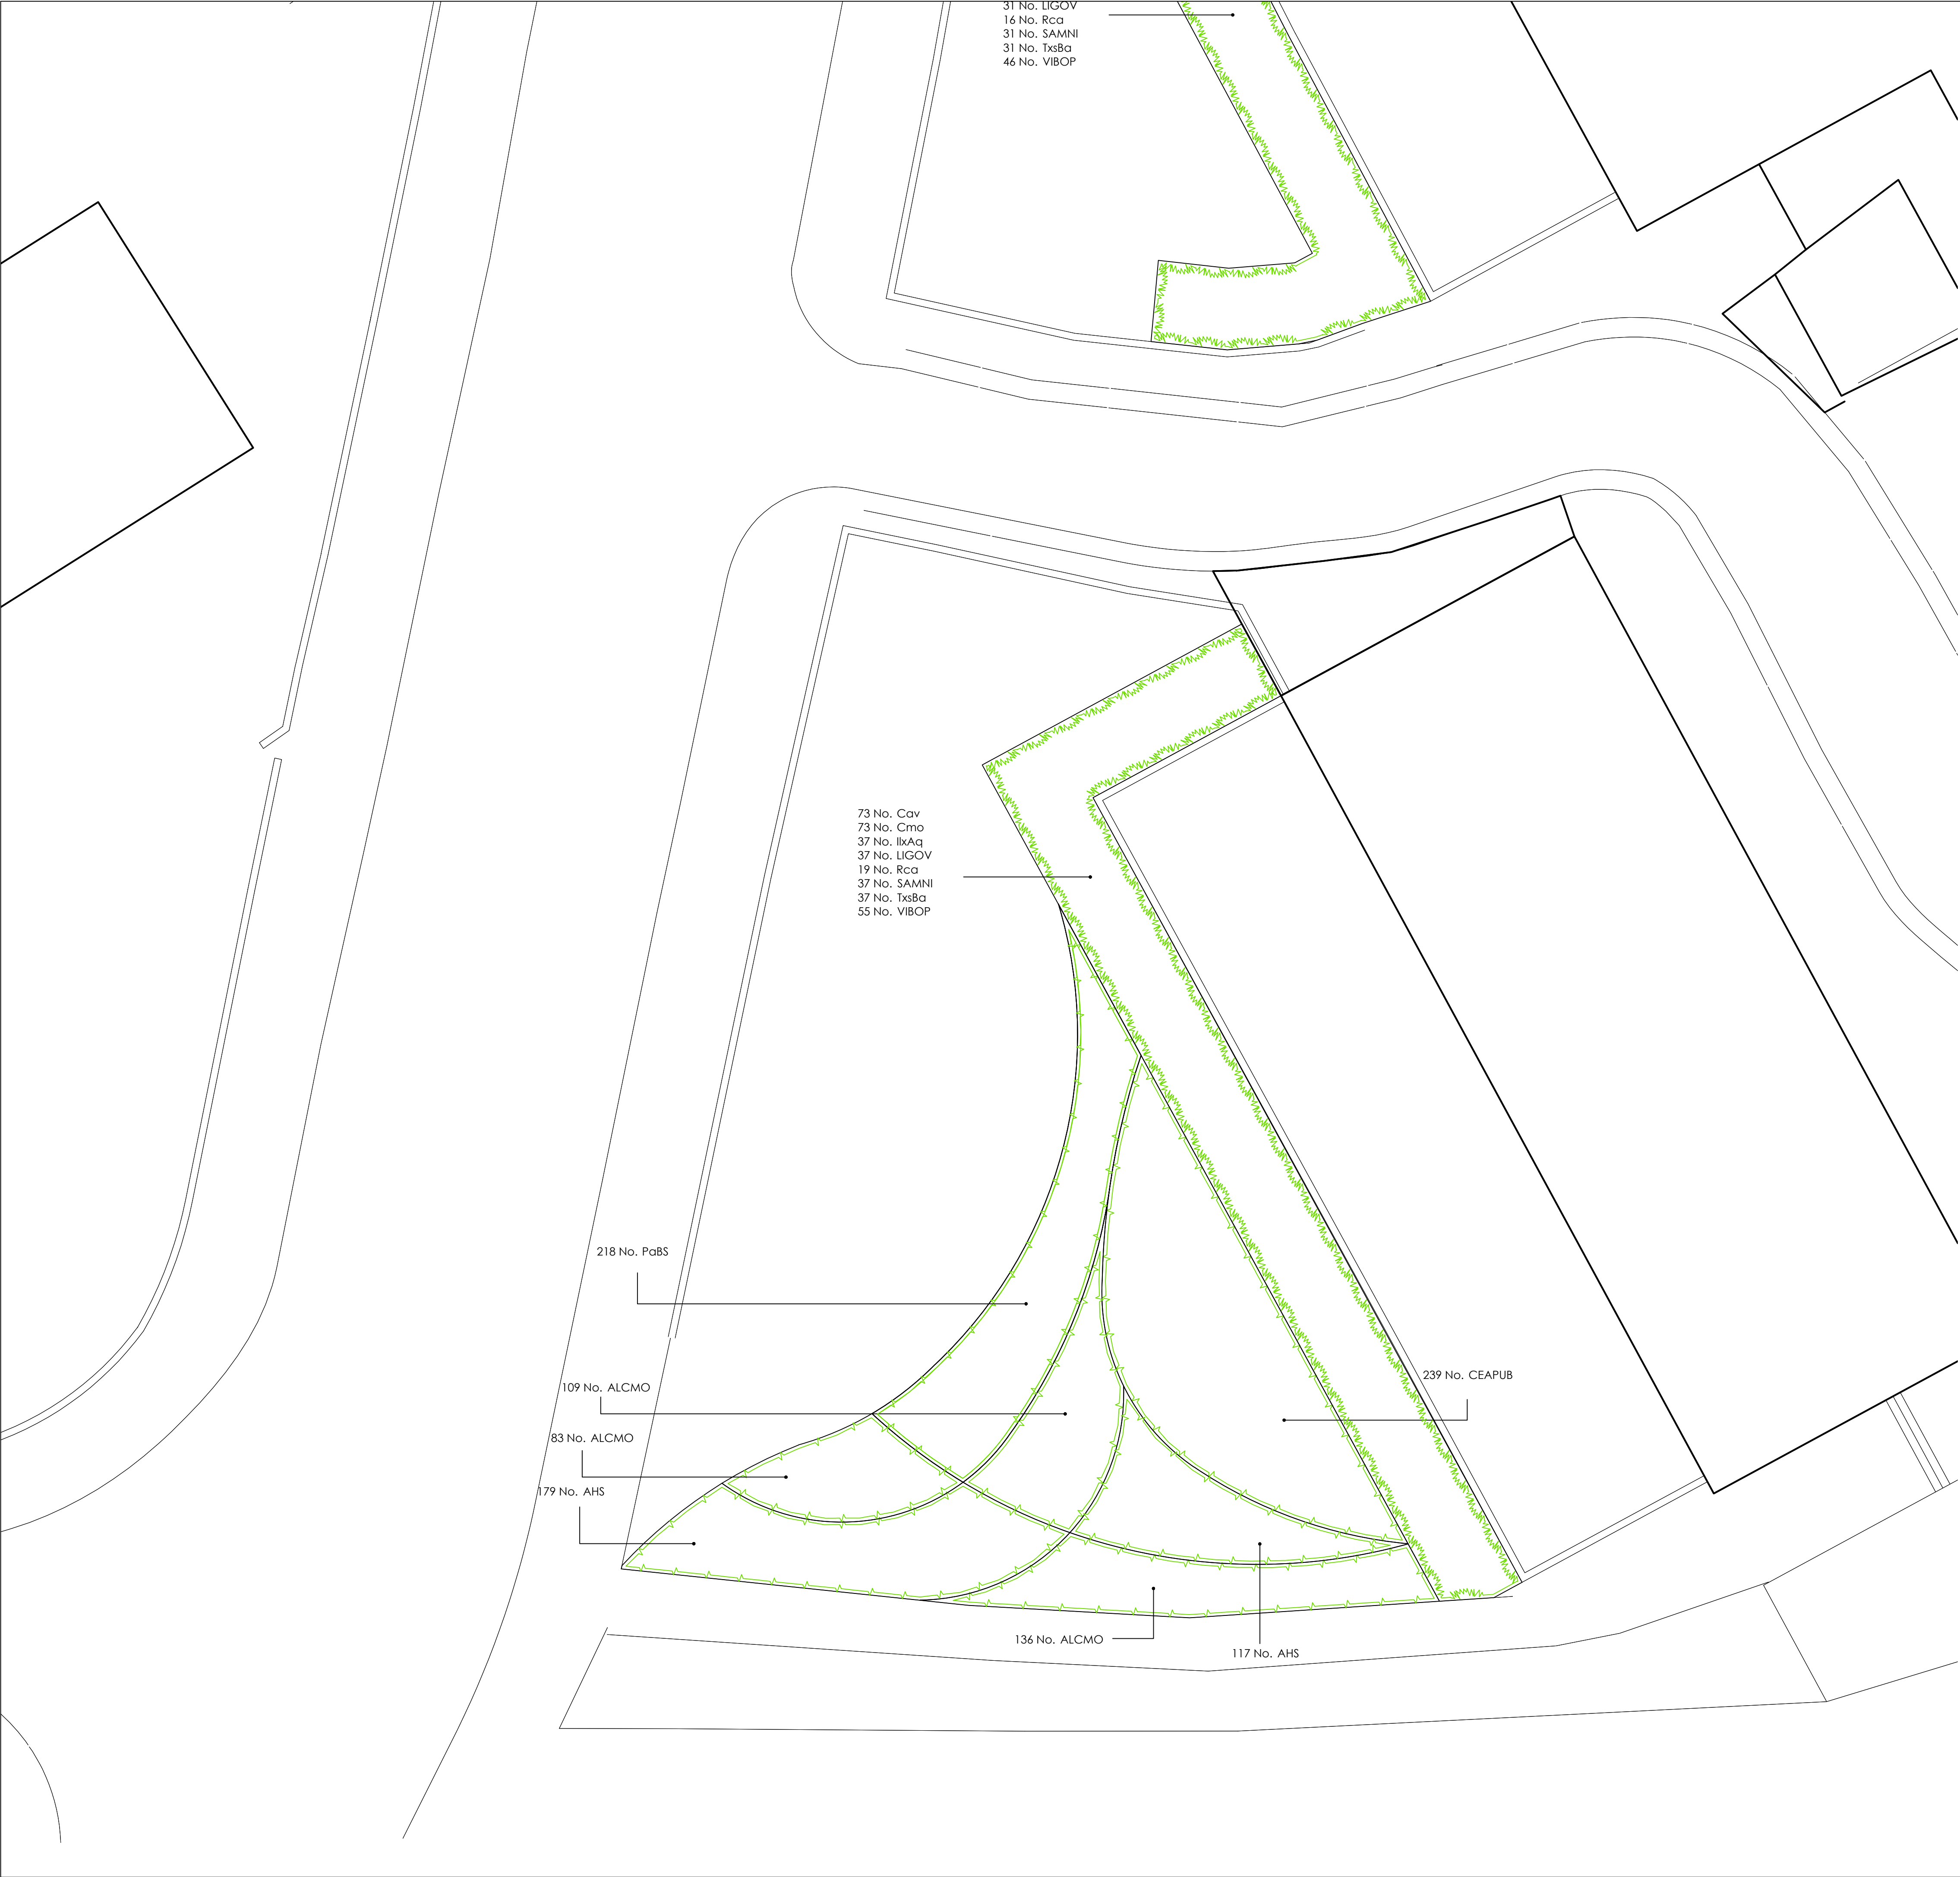 31 No. LIGOV
16 No. Rca
31 No. SAMNI
31 No. TxsBa
46 No. VIBOP
73 No. Cav
73 No. Cmo
37 No. IlxAq
37 No. LIGOV
19 No. Rca
37 No. SAMNI
37 No. TxsBa
55 No. VIBOP
218 No. PaBS
109 No. ALCMO
239 No. CEAPUB
83 No. ALCMO
179 No. AHS
136 No. ALCMO
117 No. AHS